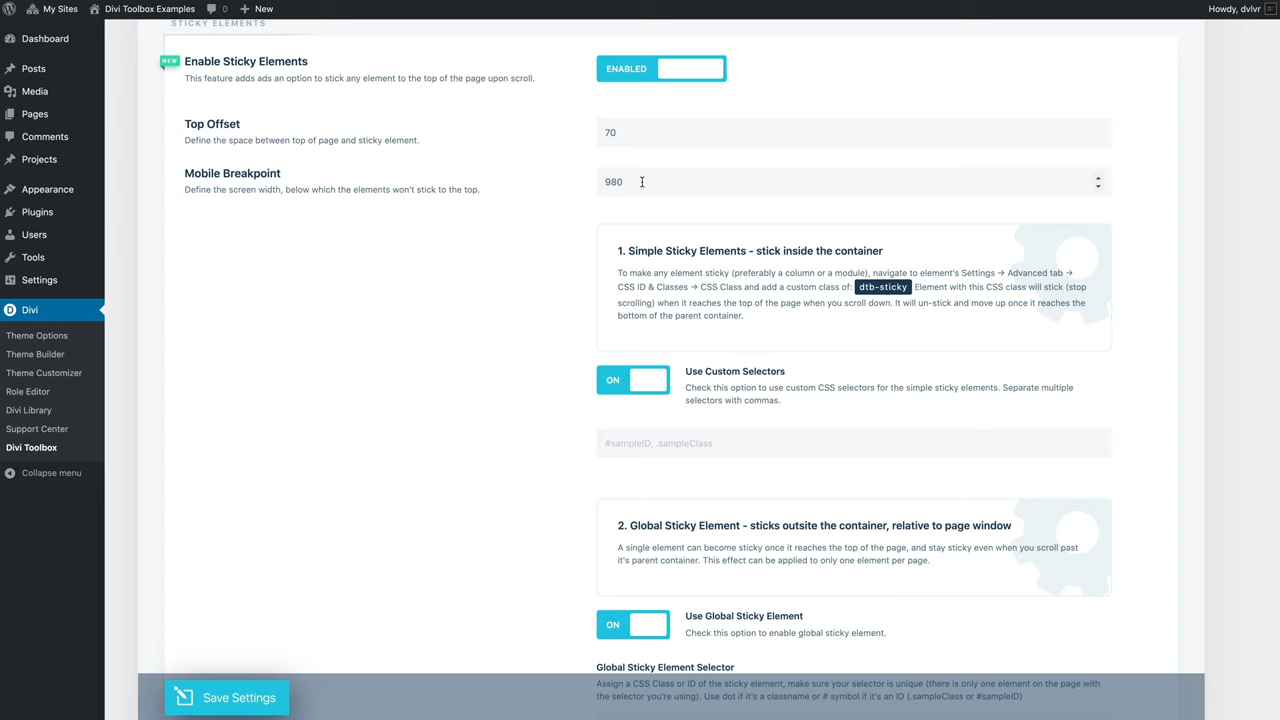 My Sites
Divi Toolbox Examples
0
New
Howdy, dvlvr
Dashboard
Posts
Media
Pages
Comments
Projects
Appearance
Plugins
Users
Tools
Settings
Divi
Theme Options
Theme Builder
Theme Customizer
Role Editor
Divi Library
Support Center
Divi Toolbox
Collapse menu
STICKY ELEMENTS
NEW
Enable Sticky Elements
This feature adds ads an option to stick any element to the top of the page upon scroll.
ENABLED
Top Offset
Define the space between top of page and sticky element.
70
Mobile Breakpoint
Define the screen width, below which the elements won't stick to the top.
980
1. Simple Sticky Elements - stick inside the container
To make any element sticky (preferably a column or a module), navigate to element's Settings → Advanced tab →
CSS ID & Classes → CSS Class and add a custom class of: dtb-sticky Element with this CSS class will stick (stop
scrolling) when it reaches the top of the page when you scroll down. It will un-stick and move up once it reaches the
bottom of the parent container.
ON
Use Custom Selectors
Check this option to use custom CSS selectors for the simple sticky elements. Separate multiple
selectors with commas.
#sampleID, .sampleClass
2. Global Sticky Element - sticks outsite the container, relative to page window
A single element can become sticky once it reaches the top of the page, and stay sticky even when you scroll past
it's parent container. This effect can be applied to only one element per page.
ON
Use Global Sticky Element
Check this option to enable global sticky element.
Global Sticky Element Selector
Assign a CSS Class or ID of the sticky element, make sure your selector is unique (there is only one element on the page with
the selector you're using). Use dot if it's a classname or # symbol if it's an ID (.sampleClass or #sampleID)
Save Settings